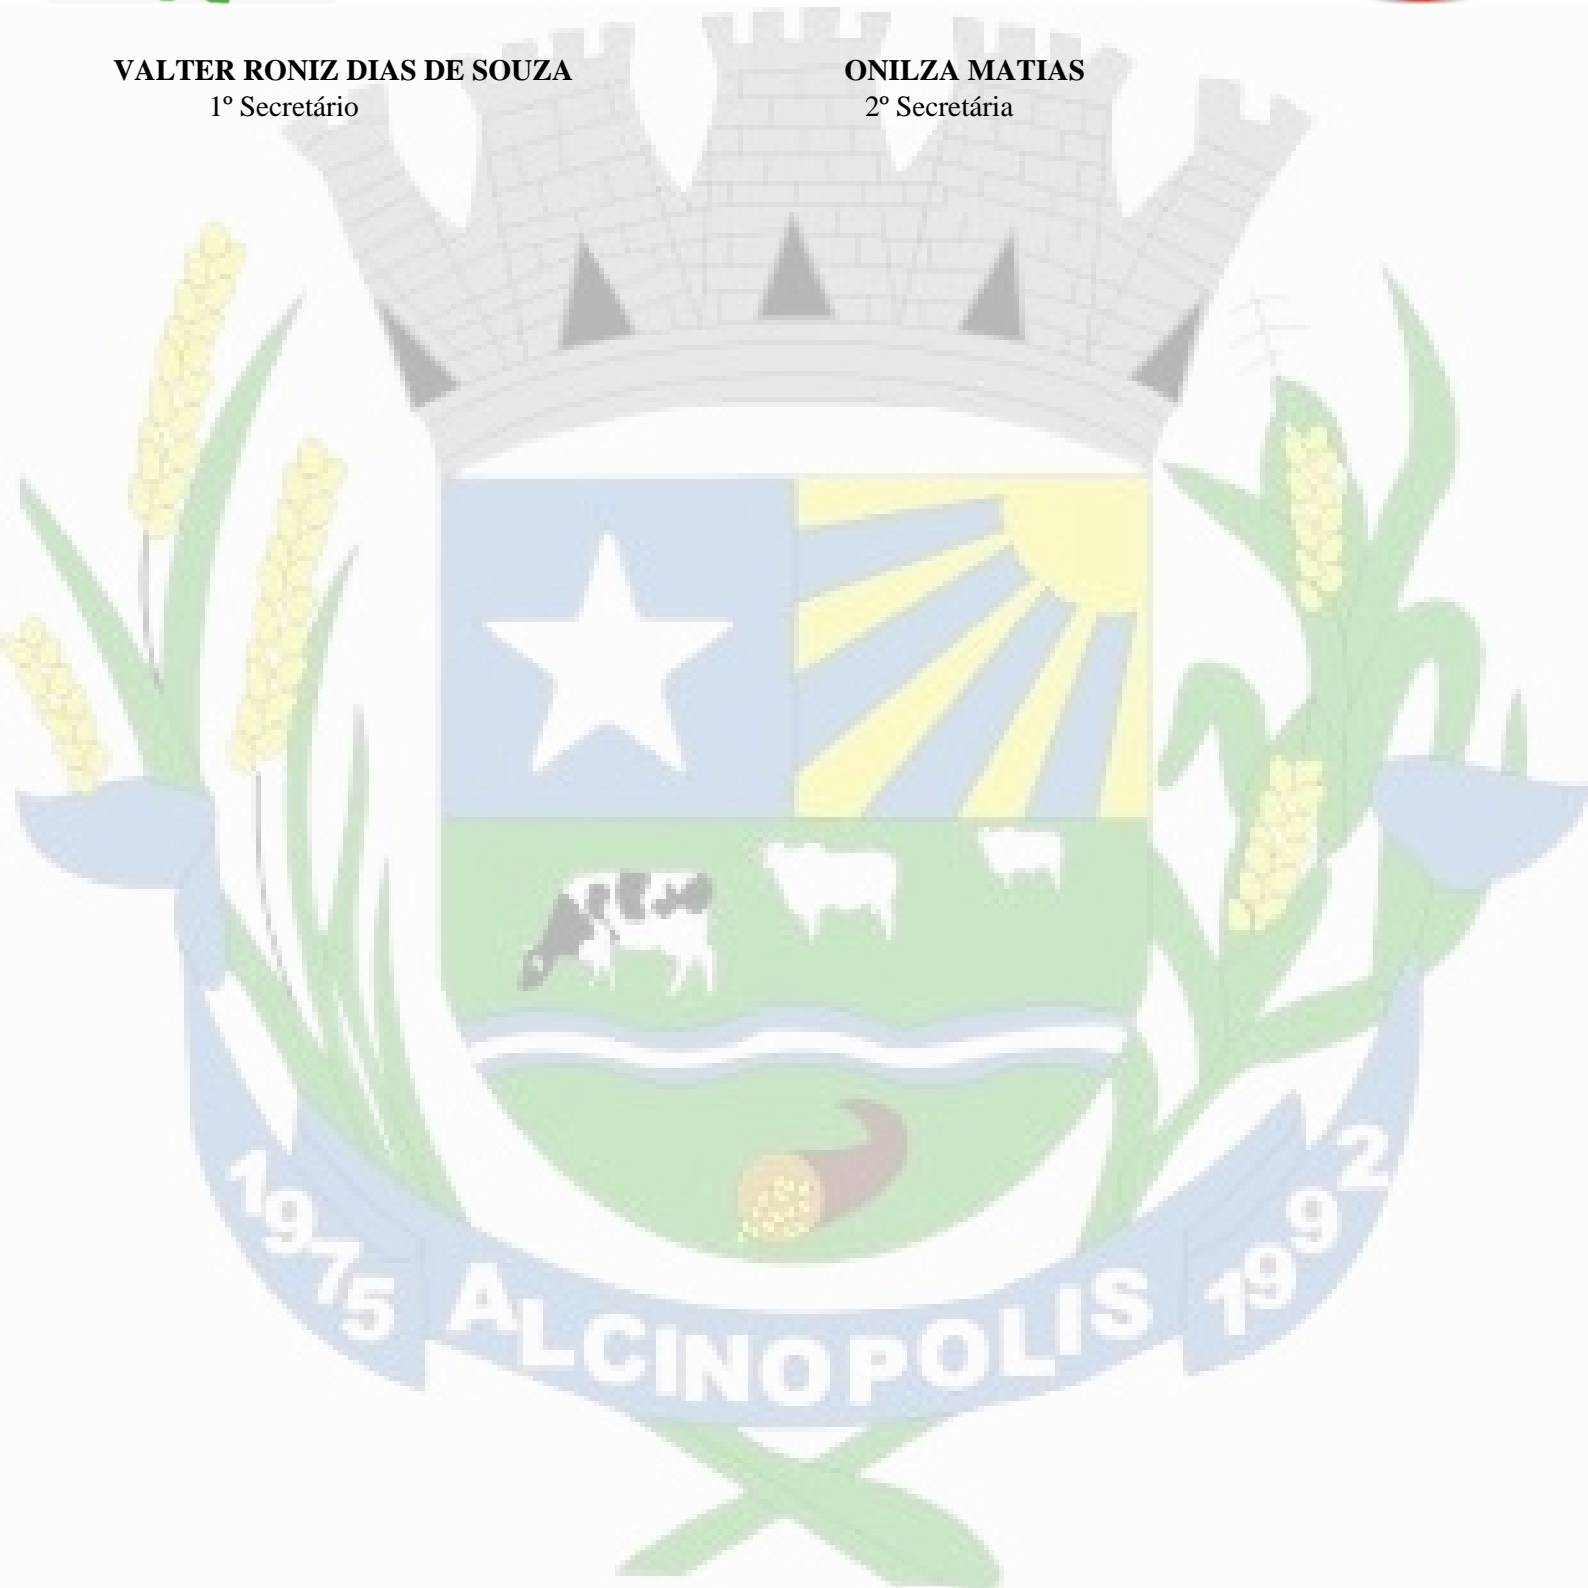 VALTER RONIZ DIAS DE SOUZA ONILZA MATIAS
1º Secretário 2º Secretária
1975 ALCINOPOLIS 1992